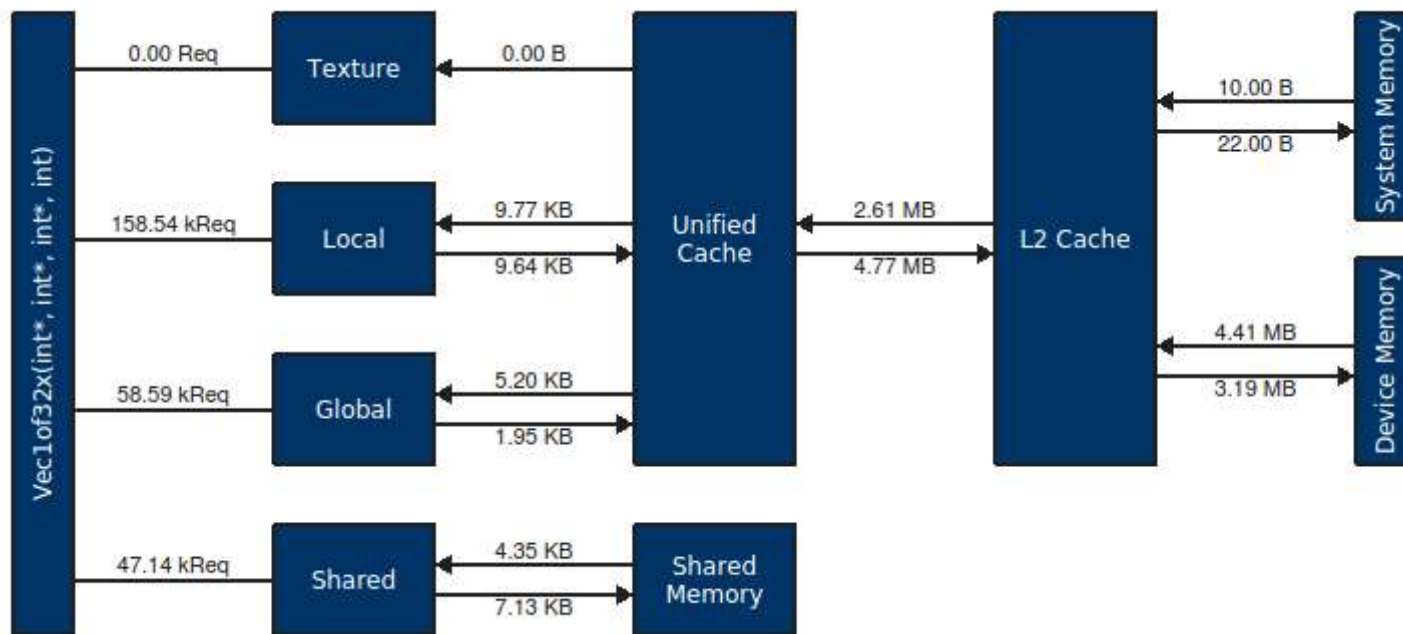 Vec1of32x(int*, int*, int*, int)
0.00 Req
Texture
0.00 B
158.54 kReq
Local
9.77 KB
9.64 KB
58.59 kReq
Global
5.20 KB
1.95 KB
47.14 kReq
Shared
4.35 KB
7.13 KB
Unified
Cache
Shared
Memory
2.61 MB
4.77 MB
L2 Cache
10.00 B
22.00 B
System Memory
4.41 MB
3.19 MB
Device Memory